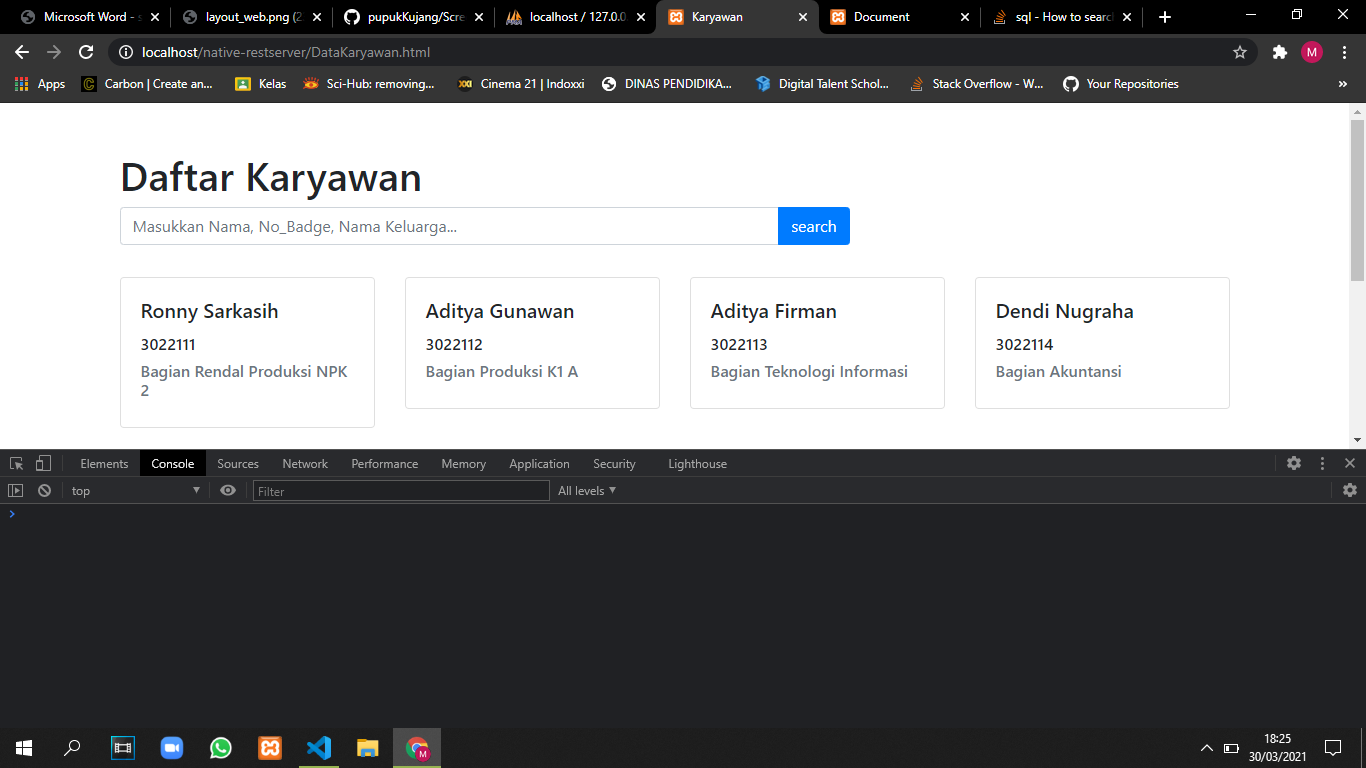 Microsoft Word - s
layout_web.png (2
pupukKujang/Scre
localhost / 127.0.0
Karyawan
Document
sql - How to searc
localhost/native-restserver/DataKaryawan.html
M
Apps
Carbon | Create an...
Kelas
Sci-Hub: removing...
XXI
Cinema 21 | Indoxxi
DINAS PENDIDIKA...
Digital Talent Schol...
Stack Overflow - W...
Your Repositories
»
Daftar Karyawan
Masukkan Nama, No_Badge, Nama Keluarga...
search
Ronny Sarkasih
3022111
Bagian Rendal Produksi NPK
2
Aditya Gunawan
3022112
Bagian Produksi K1 A
Aditya Firman
3022113
Bagian Teknologi Informasi
Dendi Nugraha
3022114
Bagian Akuntansi
Elements
Console
Sources
Network
Performance
Memory
Application
Security
Lighthouse
top
Filter
All levels
M
18:25
30/03/2021